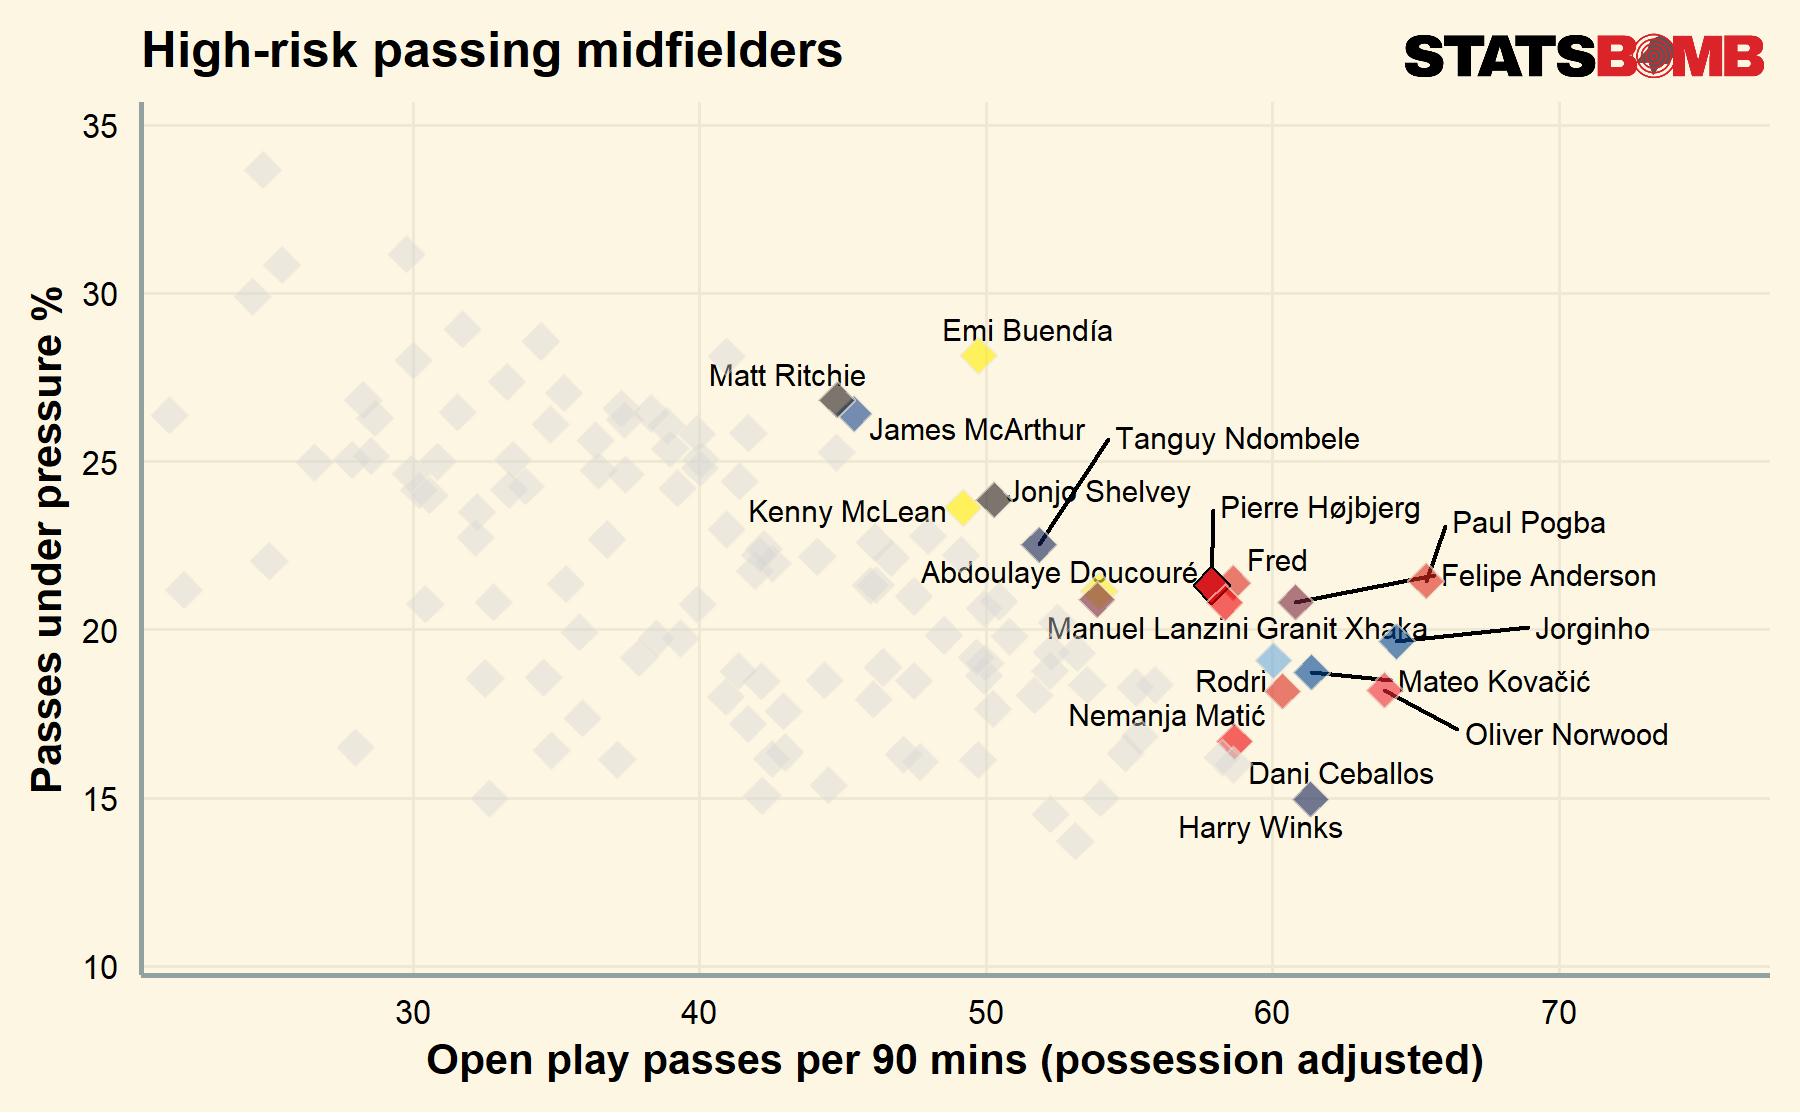 High-risk passing midfielders
STATSBOMB
Passes under pressure %
35
30
25
20
15
10
Emi Buendía
Matt Ritchie
James McArthur
Tanguy Ndombele
Jonjo Shelvey
Kenny McLean
Pierre Højbjerg
Paul Pogba
Fred
Abdoulaye Doucouré
Felipe Anderson
Manuel Lanzini Granit Xhaka
Jorginho
Rodri
Mateo Kovačić
Nemanja Matić
Oliver Norwood
Dani Ceballos
Harry Winks
30 40 50 60 70
Open play passes per 90 mins (possession adjusted)